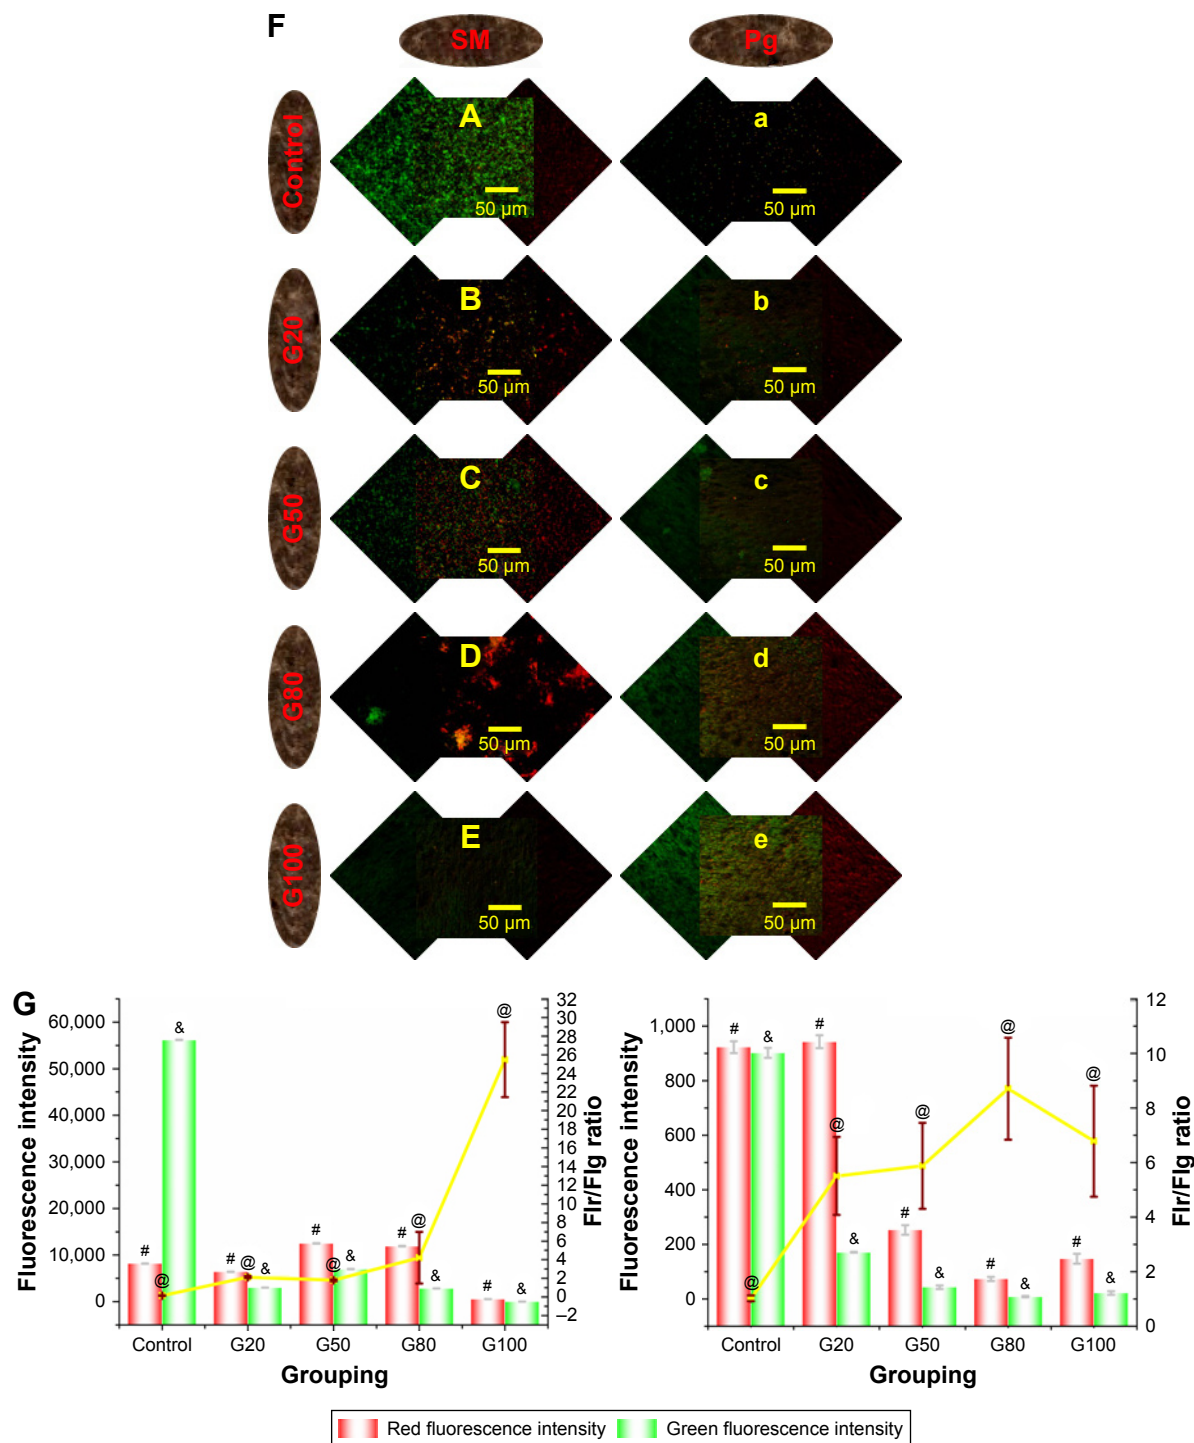 F
SM
Pg
Control
A
50 µm
a
50 µm
G20
B
50 µm
b
50 µm
G50
C
50 µm
c
50 µm
G80
D
50 µm
d
50 µm
G100
E
50 µm
e
50 µm
G
Fluorescence intensity
60,000
50,000
40,000
30,000
20,000
10,000
0
# @ &
# @ &
# @ &
# @ &
# @ &
32
30
28
26
24
22
20
18
16
14
12
10
8
6
4
2
0
–2
Flr/Flg ratio
Control G20 G50 G80 G100
Grouping
Fluorescence intensity
1,000
800
600
400
200
0
# @ &
# @ &
# @ &
# @ &
# @ &
12
10
8
6
4
2
0
Flr/Flg ratio
Control G20 G50 G80 G100
Grouping
Red fluorescence intensity
Green fluorescence intensity